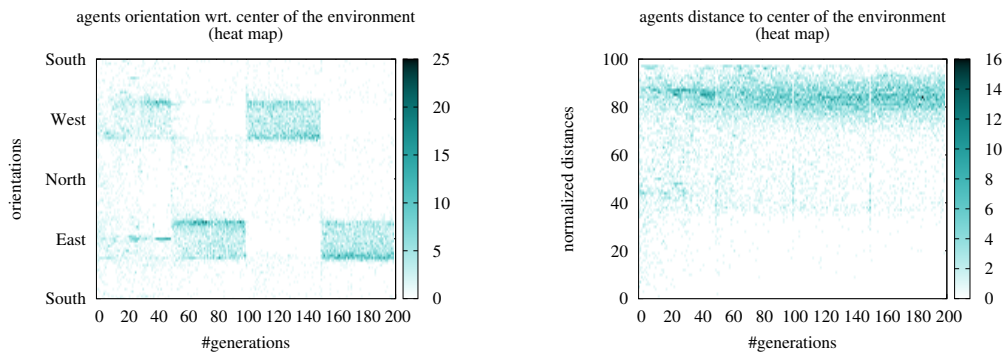 agents orientation wrt. center of the environment
(heat map)
South
West
North
East
South
orientations
0 20 40 60 80 100 120 140 160 180 200
#generations
25
20
15
10
5
0
agents distance to center of the environment
(heat map)
100
80
60
40
20
0
normalized distances
0 20 40 60 80 100 120 140 160 180 200
#generations
16
14
12
10
8
6
4
2
0